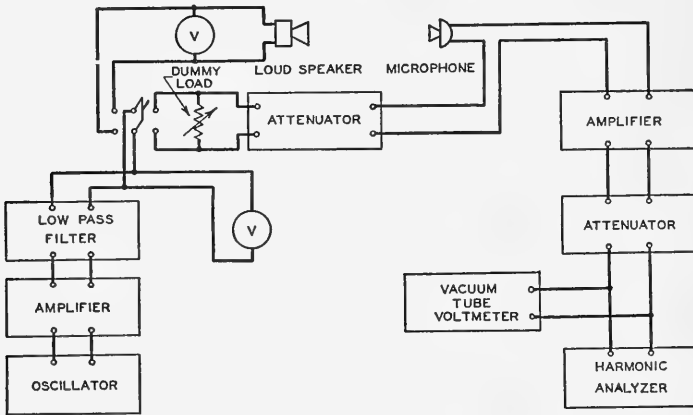 V
DUMMY
LOAD
LOUD SPEAKER
MICROPHONE
ATTENUATOR
AMPLIFIER
LOW PASS
FILTER
V
ATTENUATOR
AMPLIFIER
VACUUM
TUBE
VOLTMETER
OSCILLATOR
HARMONIC
ANALYZER